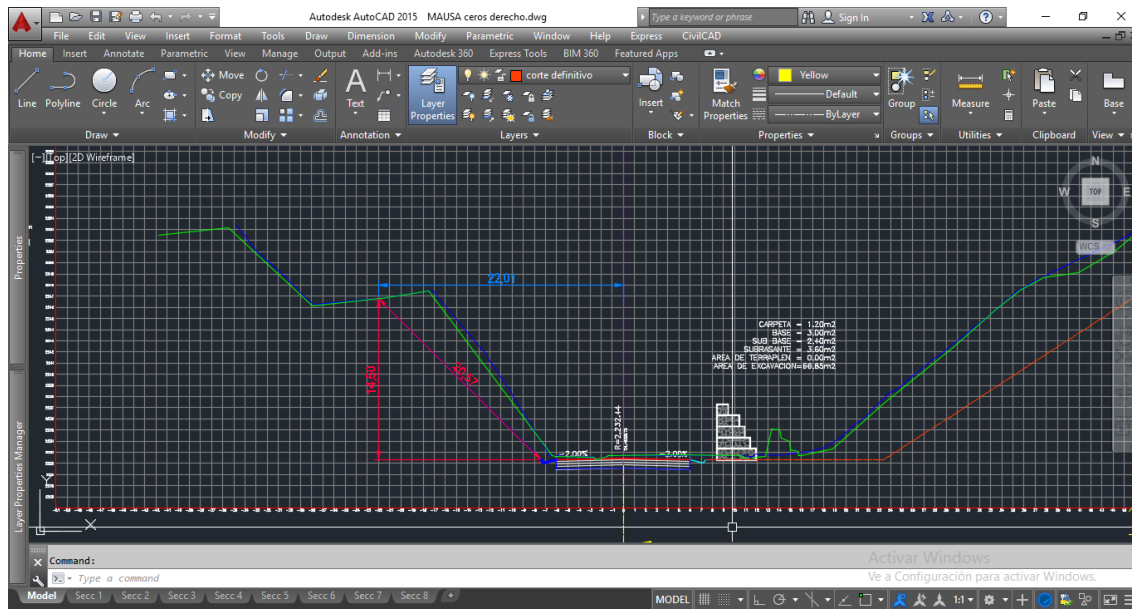 Autodesk AutoCAD 2015 MAUSA ceros derecho.dwg
Type a keyword or phrase
Sign In
File Edit View Insert Format Tools Draw Dimension Modify Parametric Window Help Express CivilCAD
Home Insert Annotate Parametric View Manage Output Add-ins Autodesk 360 Express Tools BIM 360 Featured Apps
Line Polyline Circle Arc
Move
Copy
Text
Layer Properties
corte definitivo
Insert
Match Properties
Yellow
Default
ByLayer
Group
Measure
Paste
Base
Draw
Modify
Annotation
Layers
Block
Properties
Groups
Utilities
Clipboard
View
[−][Top][2D Wireframe]
N
W TOP E
S
WCS
Properties
Layer Properties Manager
22,01
14,60
20,57
CARPETA = 1,20m2
BASE = 3,00m2
SUB BASE = 2,40m2
SUBRASANTE = 3,60m2
AREA DE TERRAPLEN = 0,00m2
AREA DE EXCAVACION=66,85m2
R=2,232,44
-2.00% -2.00%
Y
X
Activar Windows
Ve a Configuración para activar Windows.
Command:
Type a command
Model Secc 1 Secc 2 Secc 3 Secc 4 Secc 5 Secc 6 Secc 7 Secc 8 +
MODEL 1:1